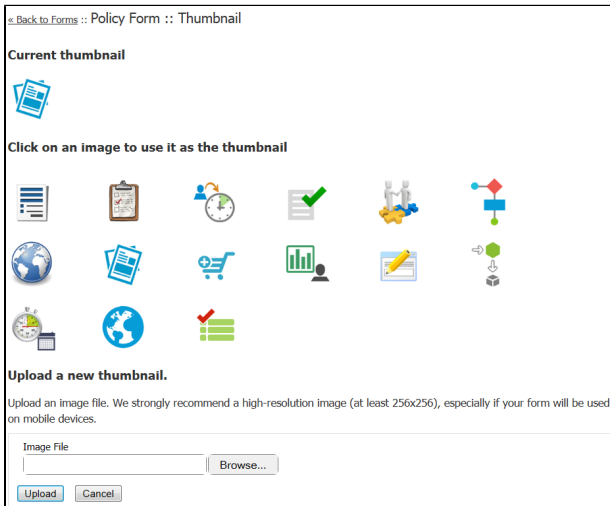 « Back to Forms :: Policy Form :: Thumbnail
Current thumbnail
Click on an image to use it as the thumbnail
Upload a new thumbnail.
Upload an image file. We strongly recommend a high-resolution image (at least 256x256), especially if your form will be used
on mobile devices.
Image File
Browse...
Upload Cancel